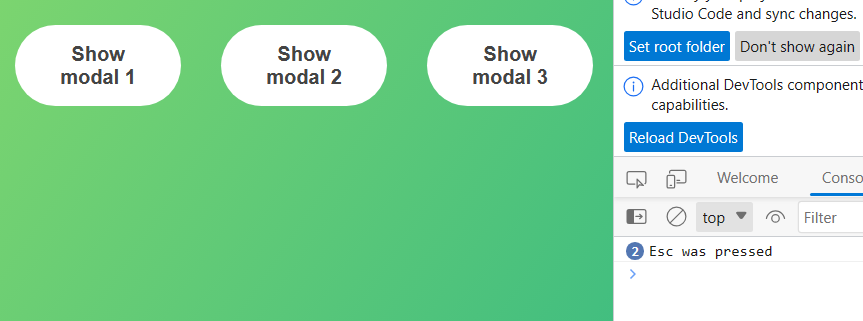 Show
modal 1
Show
modal 2
Show
modal 3
Studio Code and sync changes.
Set root folder
Don't show again
Additional DevTools component
capabilities.
Reload DevTools
Welcome
Conso
top
Filter
2 Esc was pressed